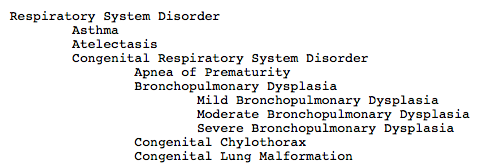 Respiratory System Disorder
Asthma
Atelectasis
Congenital Respiratory System Disorder
Apnea of Prematurity
Bronchopulmonary Dysplasia
Mild Bronchopulmonary Dysplasia
Moderate Bronchopulmonary Dysplasia
Severe Bronchopulmonary Dysplasia
Congenital Chylothorax
Congenital Lung Malformation